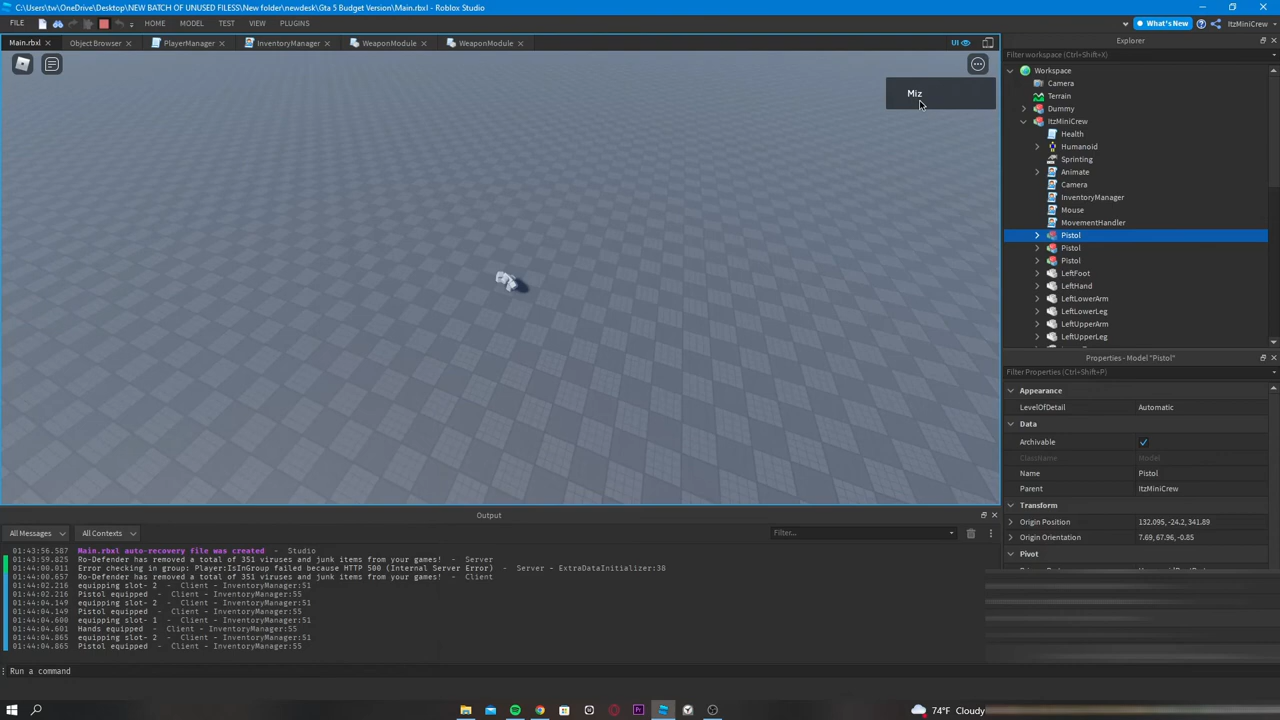 C:\Users\tw\OneDrive\Desktop\NEW BATCH OF UNUSED FILESS\New folder\newdesk\Gta 5 Budget Version\Main.rbxl - Roblox Studio
FILE
HOME
MODEL
TEST
VIEW
PLUGINS
What's New
ItzMiniCrew
Main.rbxl
ObjectBrowser
PlayerManager
InventoryManager
WeaponModule
WeaponModule
UI
Miz
Explorer
Filter workspace (Ctrl+Shift+X)
Workspace
Camera
Terrain
Dummy
ItzMiniCrew
Health
Humanoid
Sprinting
Animate
Camera
InventoryManager
Mouse
MovementHandler
Pistol
Pistol
Pistol
LeftFoot
LeftHand
LeftLowerArm
LeftLowerLeg
LeftUpperArm
LeftUpperLeg
Properties - Model "Pistol"
Filter Properties (Ctrl+Shift+P)
Appearance
LevelOfDetail Automatic
Data
Archivable
ClassName Model
Name Pistol
Parent ItzMiniCrew
Transform
Origin Position 132.095, -24.2, 341.89
Origin Orientation 7.69, 67.96, -0.85
Pivot
Output
All Messages
All Contexts
Filter...
01:43:56.587 Main.rbxl auto-recovery file was created - Studio
01:43:59.825 Ro-Defender has removed a total of 351 viruses and junk items from your games! - Server
01:44:00.011 Error checking in group: Player:IsInGroup failed because HTTP 500 (Internal Server Error) - Server - ExtraDataInitializer:38
01:44:00.657 Ro-Defender has removed a total of 351 viruses and junk items from your games! - Client
01:44:02.216 equipping slot- 2 - Client - InventoryManager:51
01:44:02.216 Pistol equipped - Client - InventoryManager:55
01:44:04.149 equipping slot- 2 - Client - InventoryManager:51
01:44:04.149 Pistol equipped - Client - InventoryManager:55
01:44:04.600 equipping slot- 1 - Client - InventoryManager:51
01:44:04.601 Hands equipped - Client - InventoryManager:55
01:44:04.865 equipping slot- 2 - Client - InventoryManager:51
01:44:04.865 Pistol equipped - Client - InventoryManager:55
Run a command
74°F Cloudy